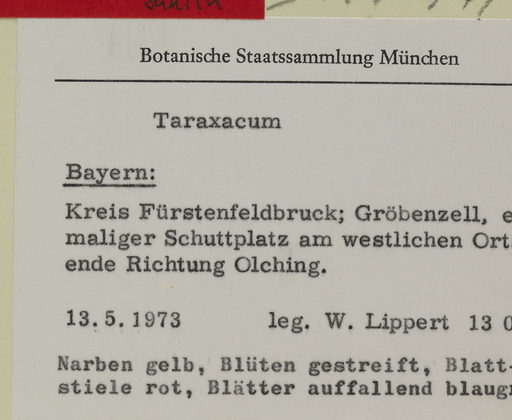 Botanische Staatssammlung München
Taraxacum
Bayern:
Kreis Fürstenfeldbruck; Gröbenzell, e
maliger Schuttplatz am westlichen Ort
ende Richtung Olching.
13.5.1973 leg. W. Lippert 13 0
Narben gelb, Blüten gestreift, Blatt-
stiele rot, Blätter auffallend blaugr